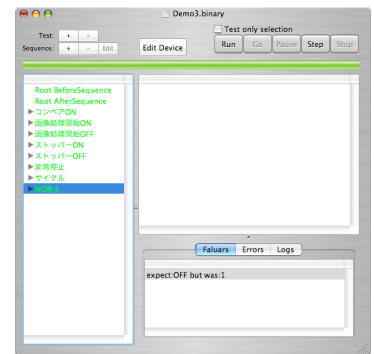 Demo3.binary
Test only selection
Test: + -
Sequence: + - Edit
Edit Device
Run Go Pause Step Stop
Root BeforeSequence
Root AfterSequence
コンベアON
画像処理開始ON
画像処理開始OFF
ストッパーON
ストッパーOFF
非常停止
サイクル
Faluars Errors Logs
expect:OFF but was:1